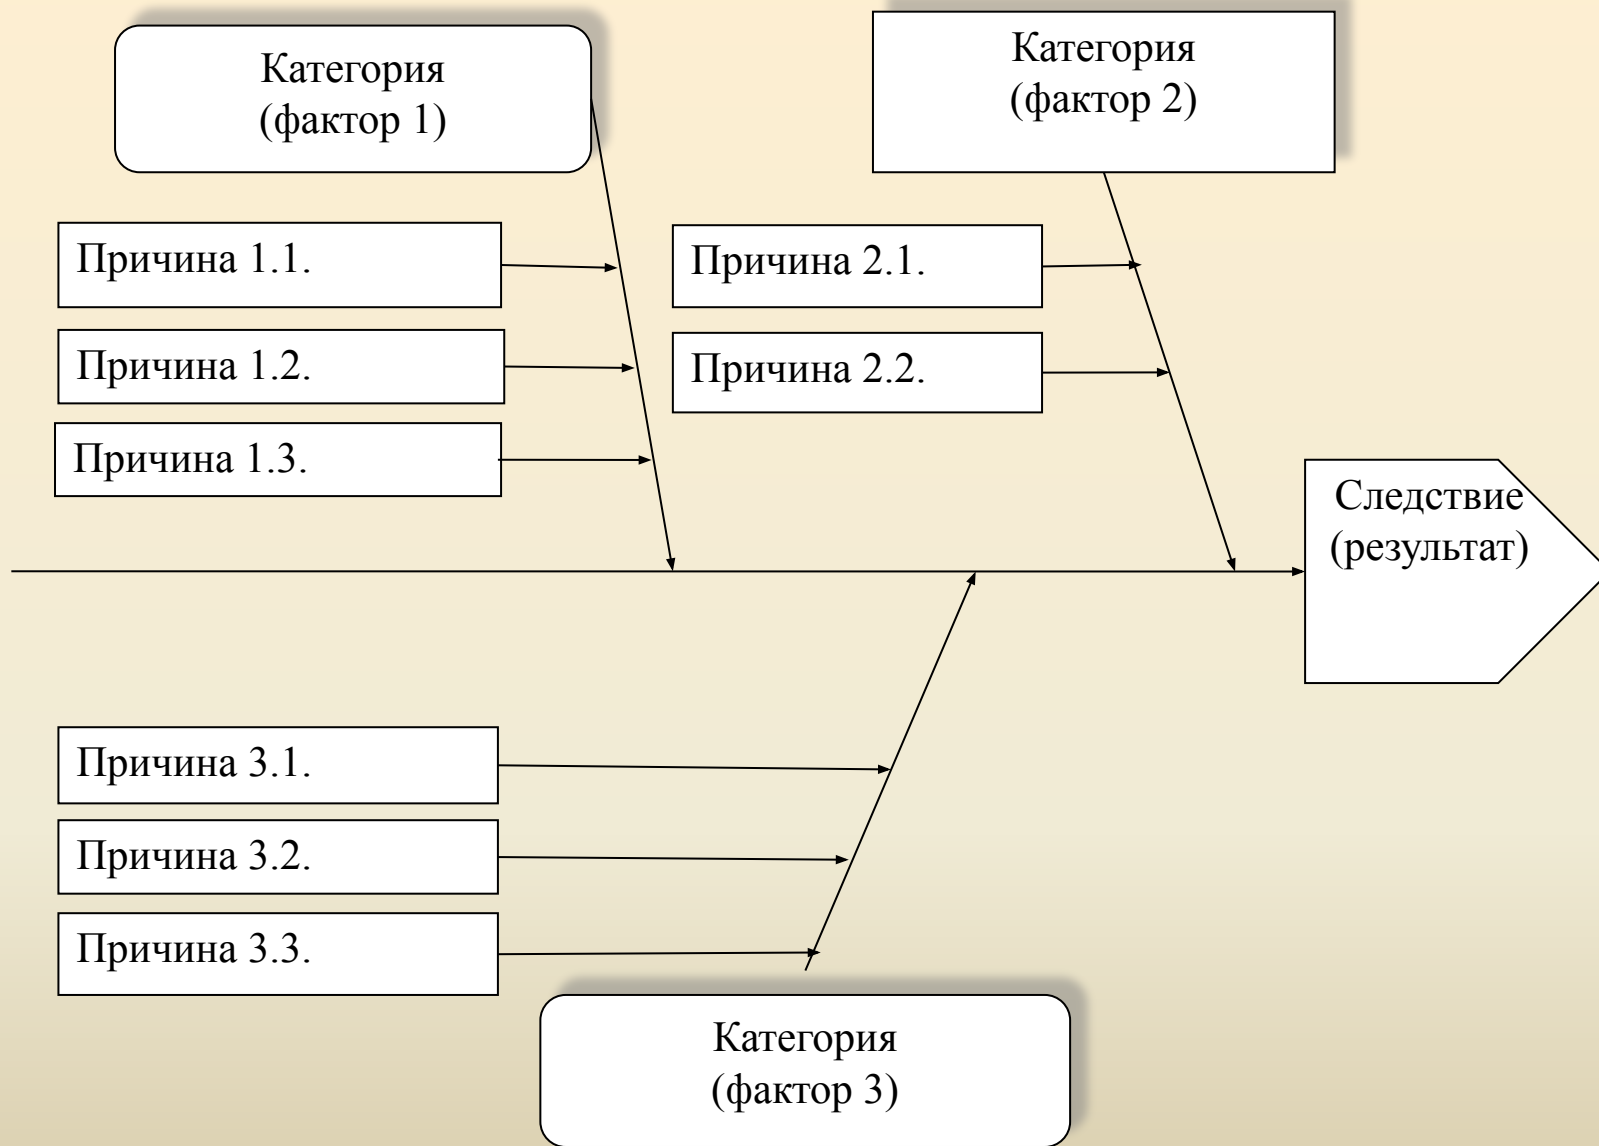 Категория
(фактор 1)
Категория
(фактор 2)
Причина 1.1.
Причина 1.2.
Причина 1.3.
Причина 2.1.
Причина 2.2.
Следствие
(результат)
Причина 3.1.
Причина 3.2.
Причина 3.3.
Категория
(фактор 3)